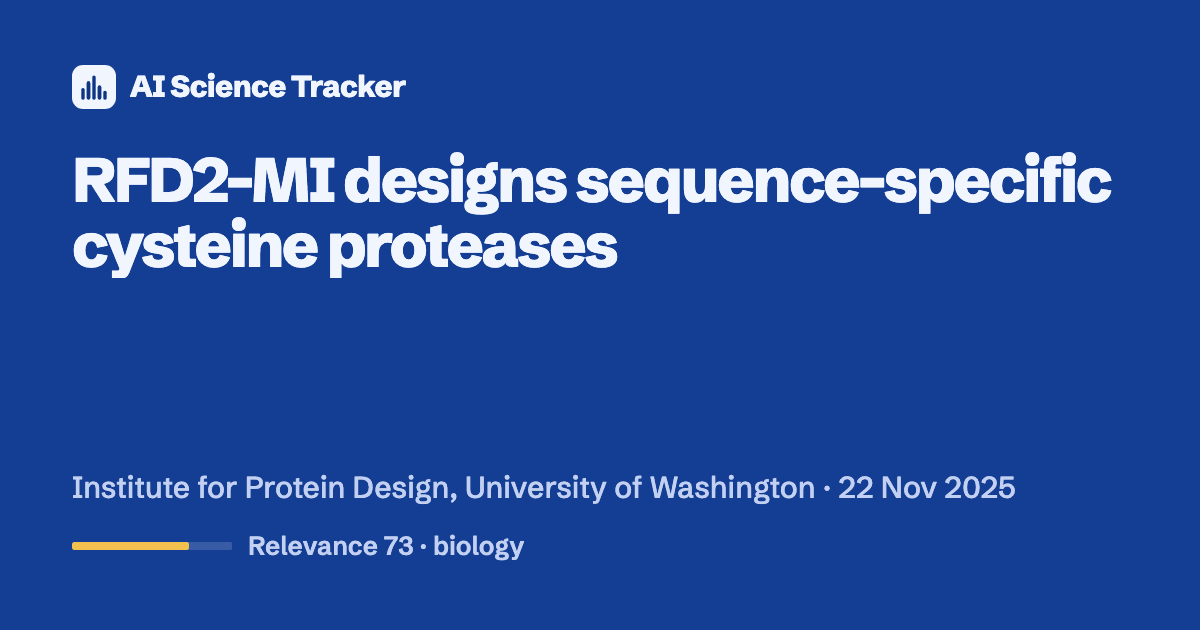 AI Science Tracker
RFD2-MI designs sequence-specific
cysteine proteases
Institute for Protein Design, University of Washington · 22 Nov 2025
Relevance 73 · biology